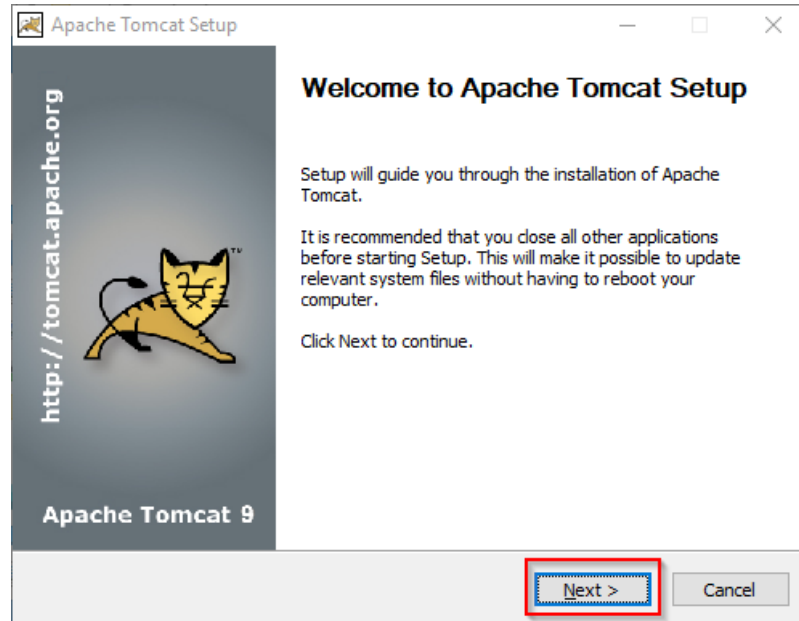 Apache Tomcat Setup
http://tomcat.apache.org
TM
Apache Tomcat 9
Welcome to Apache Tomcat Setup
Setup will guide you through the installation of Apache
Tomcat.
It is recommended that you close all other applications
before starting Setup. This will make it possible to update
relevant system files without having to reboot your
computer.
Click Next to continue.
Next >
Cancel